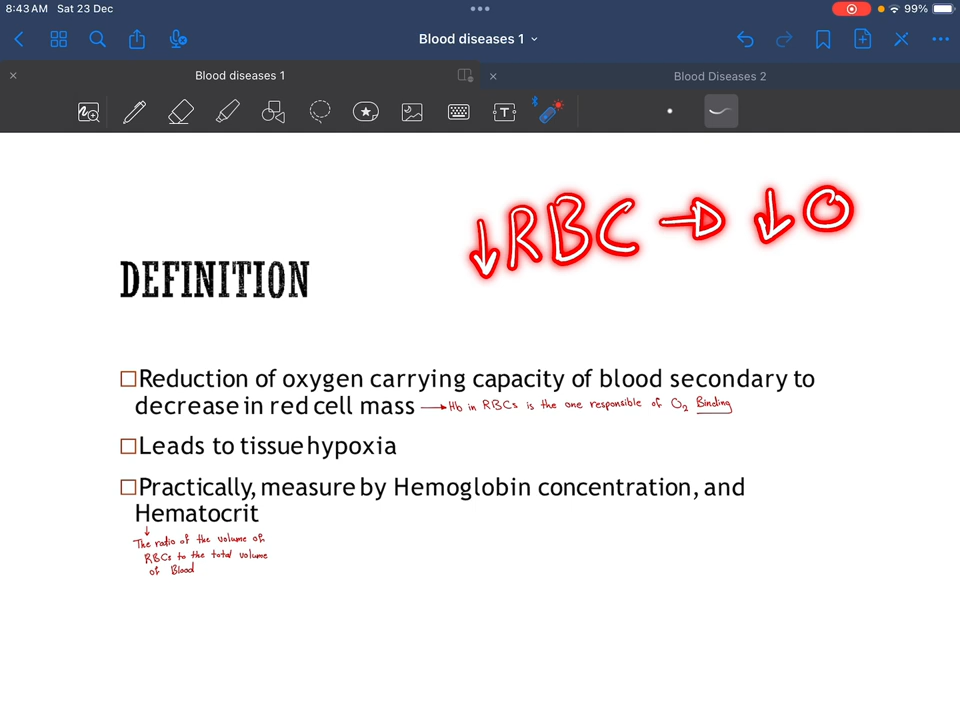 8:43 AM Sat 23 Dec
99%
Blood diseases 1
Blood diseases 1
Blood Diseases 2
↓ RBC → ↓ O
DEFINITION
Reduction of oxygen carrying capacity of blood secondary to
decrease in red cell mass → Hb in RBCs is the one responsible of O2 Binding
Leads to tissue hypoxia
Practically, measure by Hemoglobin concentration, and
Hematocrit
↓
The ratio of the volume of
RBCs to the total volume
of Blood